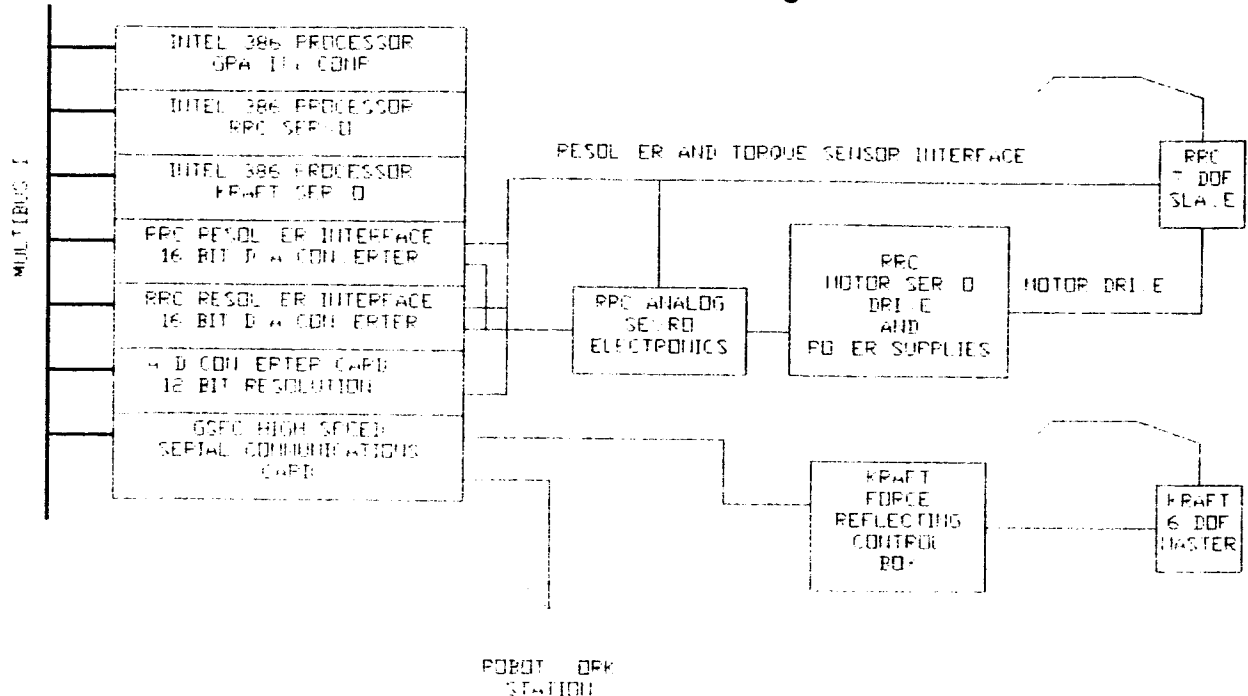 INTEL 386 PROCESSOR
GRAVITY COMP
INTEL 386 PROCESSOR
RRC SERVO
INTEL 386 PROCESSOR
KRAFT SERVO
RRC RESOLVER INTERFACE
16 BIT D/A CONVERTER
RRC RESOLVER INTERFACE
16 BIT D/A CONVERTER
A/D CONVERTER CARD
12 BIT RESOLUTION
GSFC HIGH SPEED
SERIAL COMMUNICATIONS
CARD
MULTIBUS I
RESOLVER AND TORQUE SENSOR INTERFACE
RRC
7 DOF
SLAVE
RRC ANALOG
SEVRO
ELECTRONICS
RRC
MOTOR SERVO
DRIVE
AND
POWER SUPPLIES
MOTOR DRIVE
KRAFT
FORCE
REFLECTING
CONTROL
BOX
KRAFT
6 DOF
MASTER
ROBOT WORK
STATION